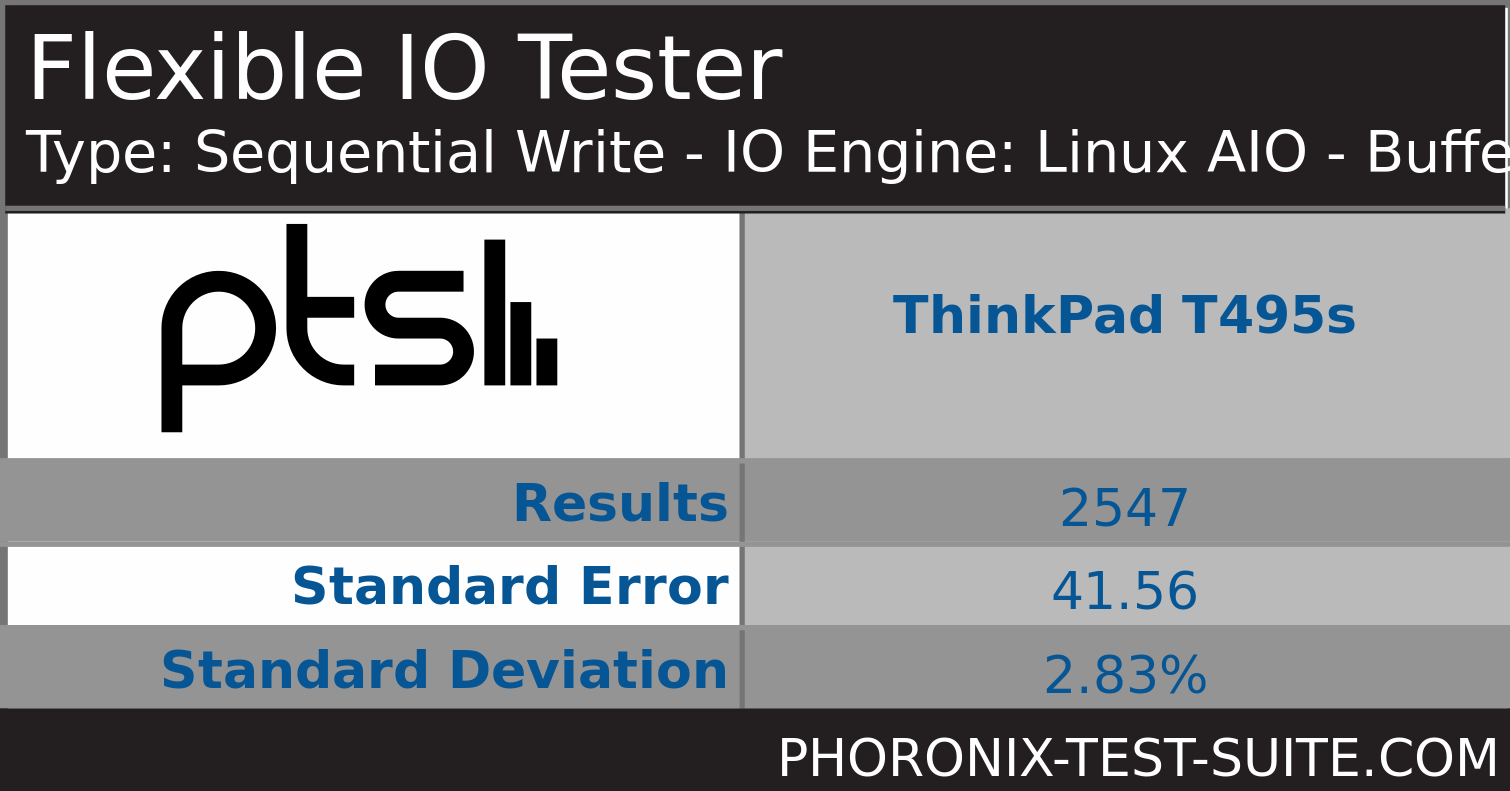 Flexible IO Tester
Type: Sequential Write - IO Engine: Linux AIO - Buffe
ptsl
ThinkPad T495s
Results 2547
Standard Error 41.56
Standard Deviation 2.83%
PHORONIX-TEST-SUITE.COM